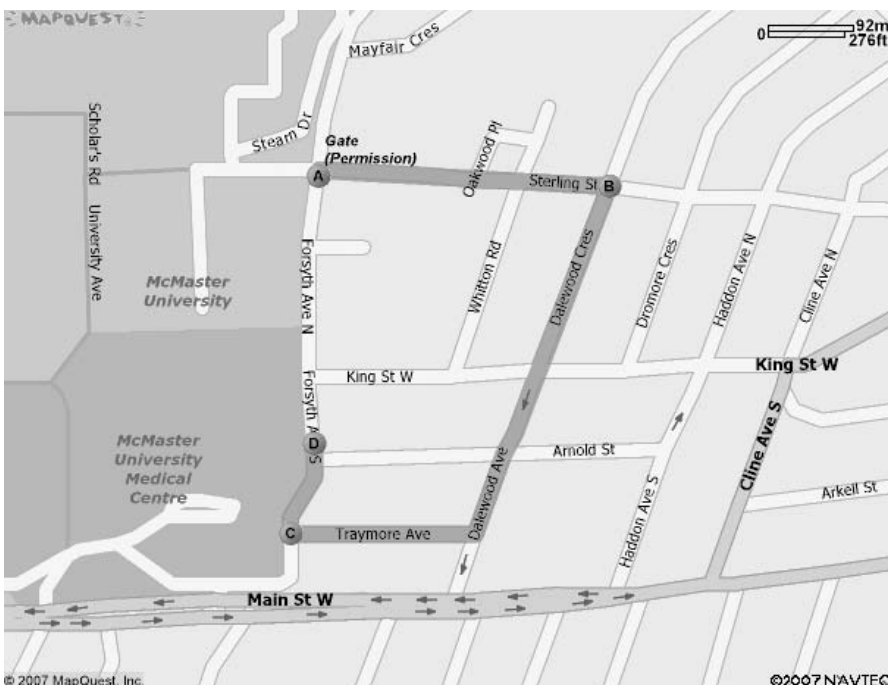 MAPQUEST
0 92m
276ft
Mayfair Cres
Stearn Dr
Gate
(Permission)
Scholar's Rd
University Ave
A
Oakwood Pl
Sterling St
B
McMaster
University
Forsyth Ave N
Whitton Rd
Dalewood Cres
Dromore Cres
Haddon Ave N
Cline Ave N
King St W
King St W
Forsyth A S
D
McMaster
University
Medical
Centre
Arnold St
Dalewood Ave
Cline Ave S
Haddon Ave S
Arkell St
C
Traymore Ave
Main St W
© 2007 MapQuest, Inc.
©2007 NAVTEQ